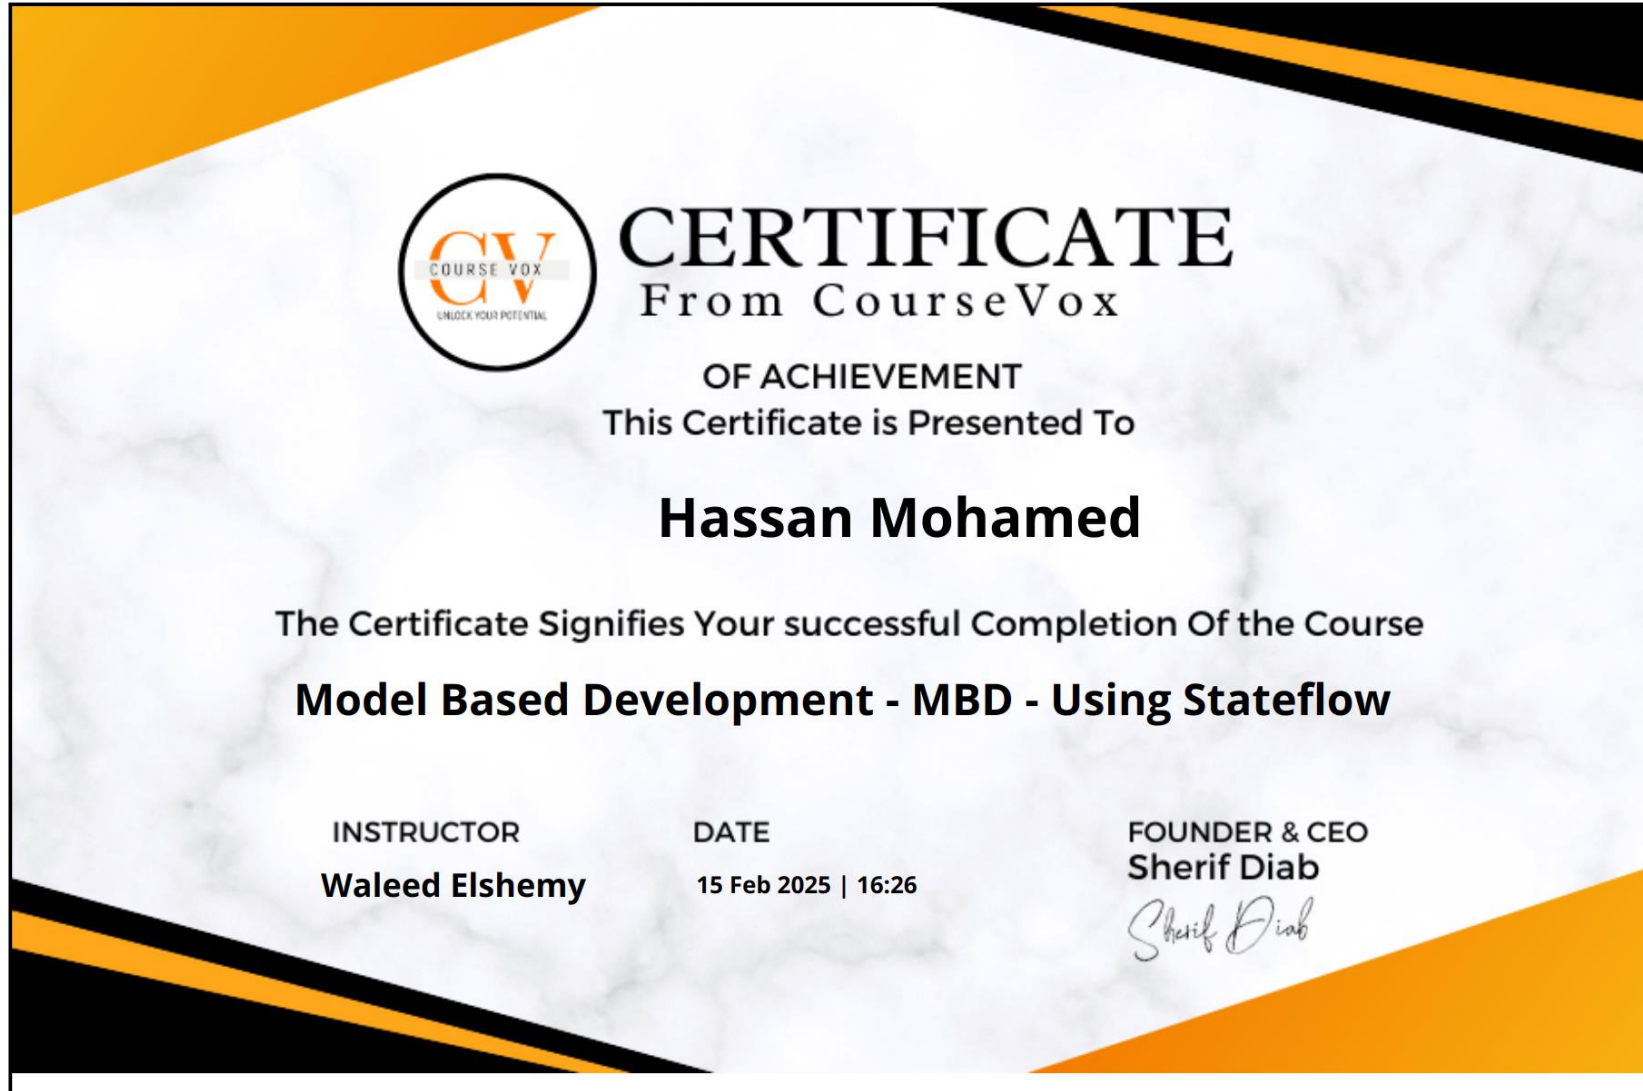 CV
COURSE VOX
UNLOCK YOUR POTENTIAL
CERTIFICATE
From CourseVox
OF ACHIEVEMENT
This Certificate is Presented To
Hassan Mohamed
The Certificate Signifies Your successful Completion Of the Course
Model Based Development - MBD - Using Stateflow
INSTRUCTOR
Waleed Elshemy
DATE
15 Feb 2025 | 16:26
FOUNDER & CEO
Sherif Diab
Sherif Diab